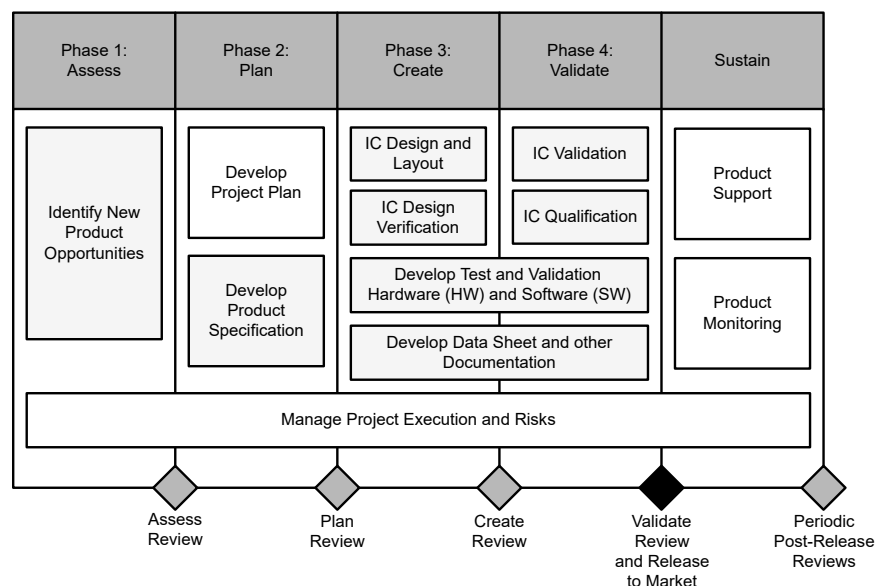 Phase 1:
Assess
Phase 2:
Plan
Phase 3:
Create
Phase 4:
Validate
Sustain
Identify New
Product
Opportunities
Develop
Project Plan
Develop
Product
Specification
IC Design and
Layout
IC Design
Verification
IC Validation
IC Qualification
Develop Test and Validation
Hardware (HW) and Software (SW)
Develop Data Sheet and other
Documentation
Product
Support
Product
Monitoring
Manage Project Execution and Risks
Assess
Review
Plan
Review
Create
Review
Validate
Review
and Release
to Market
Periodic
Post-Release
Reviews